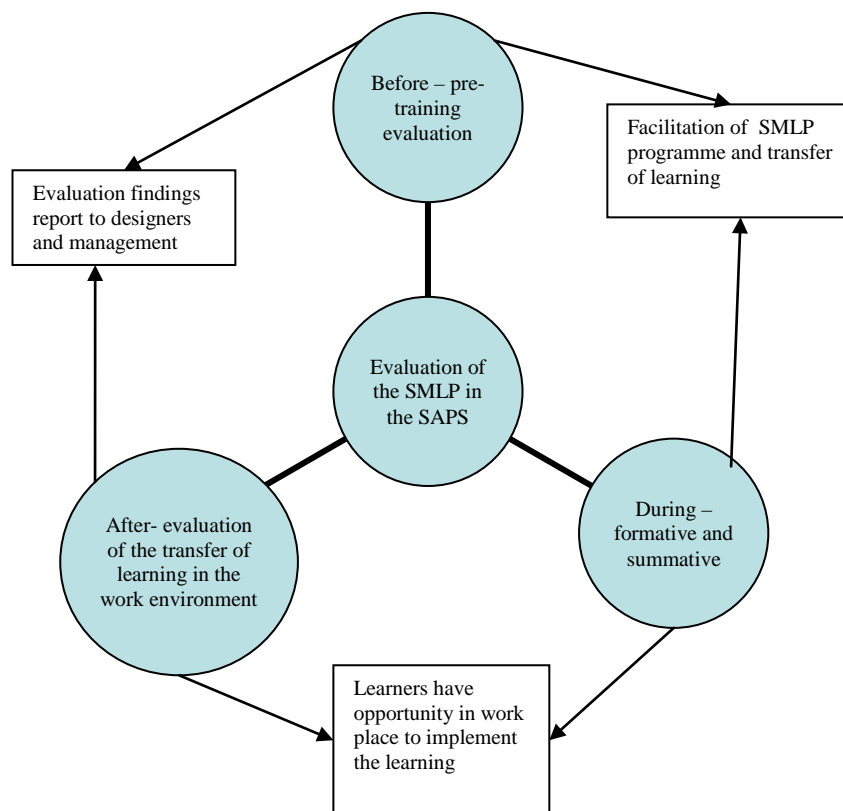 Before – pre-
training
evaluation
Facilitation of  SMLP
programme and transfer
of learning
Evaluation findings
report to designers
and management
Evaluation of
the SMLP in
the SAPS
After- evaluation
of the transfer of
learning in the
work environment
During –
formative and
summative
Learners have
opportunity in work
place to implement
the learning